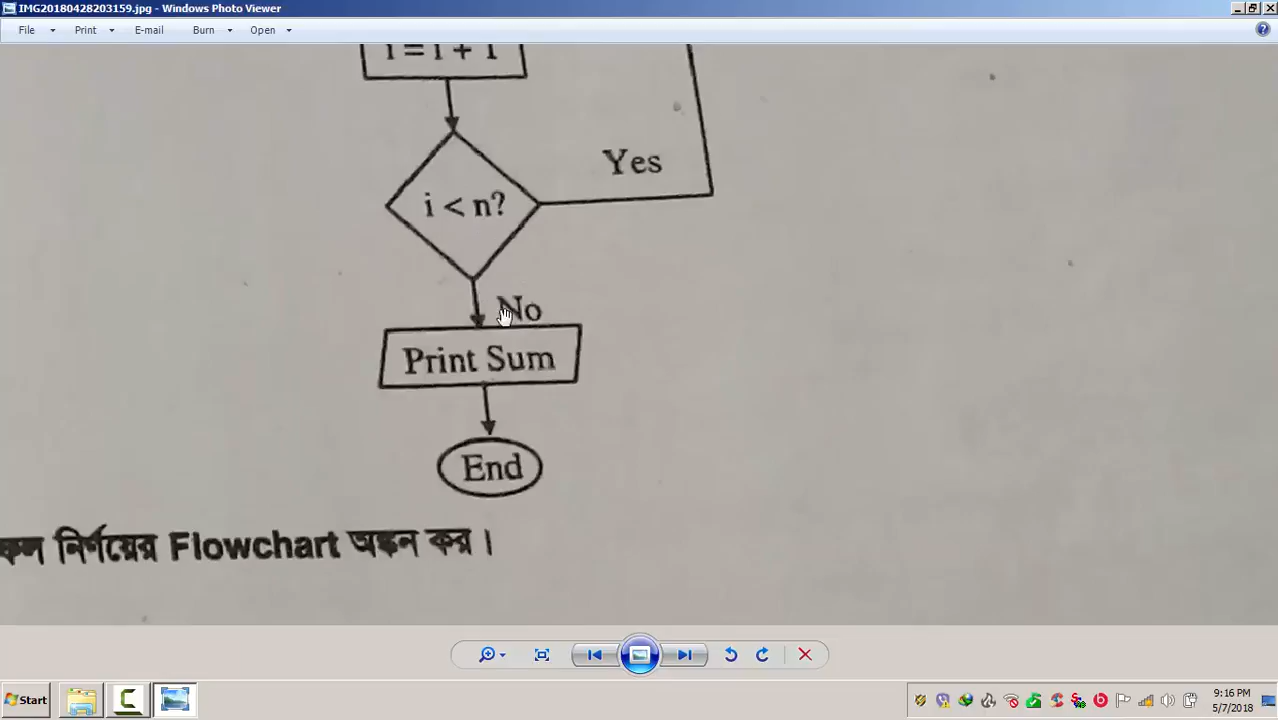 IMG20180428203159.jpg - Windows Photo Viewer
File Print E-mail Burn Open
i = i + 1
Yes
i < n?
No
Print Sum
End
নির্ণয়ের Flowchart অঙ্কন কর।
Start
9:16 PM
5/7/2018